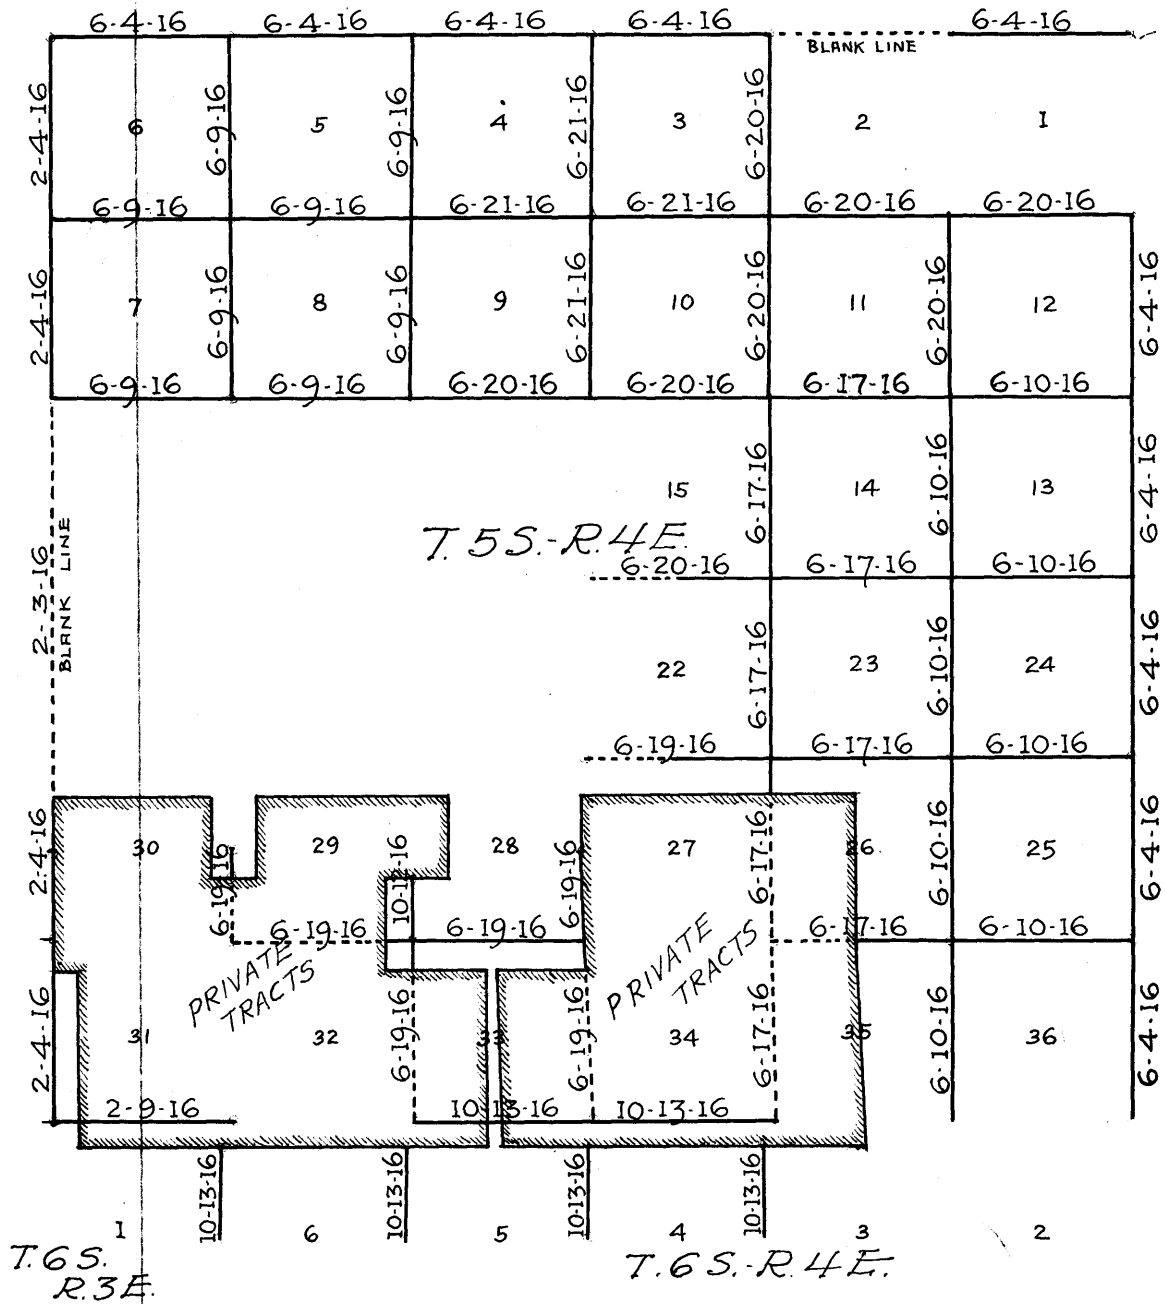 6-4-16 6-4-16 6-4-16 6-4-16 6-4-16
BLANK LINE
2-4-16 6 6-9-16 5 6-9-16 4 6-21-16 3 6-20-16 2 1
6-9-16 6-9-16 6-21-16 6-21-16 6-20-16 6-20-16
2-4-16 7 6-9-16 8 6-9-16 9 6-21-16 10 6-20-16 11 6-20-16 12 6-4-16
6-9-16 6-9-16 6-20-16 6-20-16 6-17-16 6-10-16
15 6-17-16 14 6-10-16 13 6-4-16
T. 5S.-R.4E.
6-20-16 6-17-16 6-10-16
2-3-16
BLANK LINE
22 6-17-16 23 6-10-16 24 6-4-16
6-19-16 6-17-16 6-10-16
2-4-16 30 6-19-16 29 10-12-16 28 6-19-16 27 6-17-16 26 6-10-16 25 6-4-16
6-19-16 6-19-16 6-17-16 6-10-16
PRIVATE
TRACTS
PRIVATE
TRACTS
2-4-16 31 32 6-19-16 33 6-19-16 34 6-17-16 35 6-10-16 36 6-4-16
2-9-16 10-13-16 10-13-16
1 10-13-16 6 10-13-16 5 10-13-16 4 10-13-16 3 2
T.6S.
R.3E.
T.6S.-R.4E.